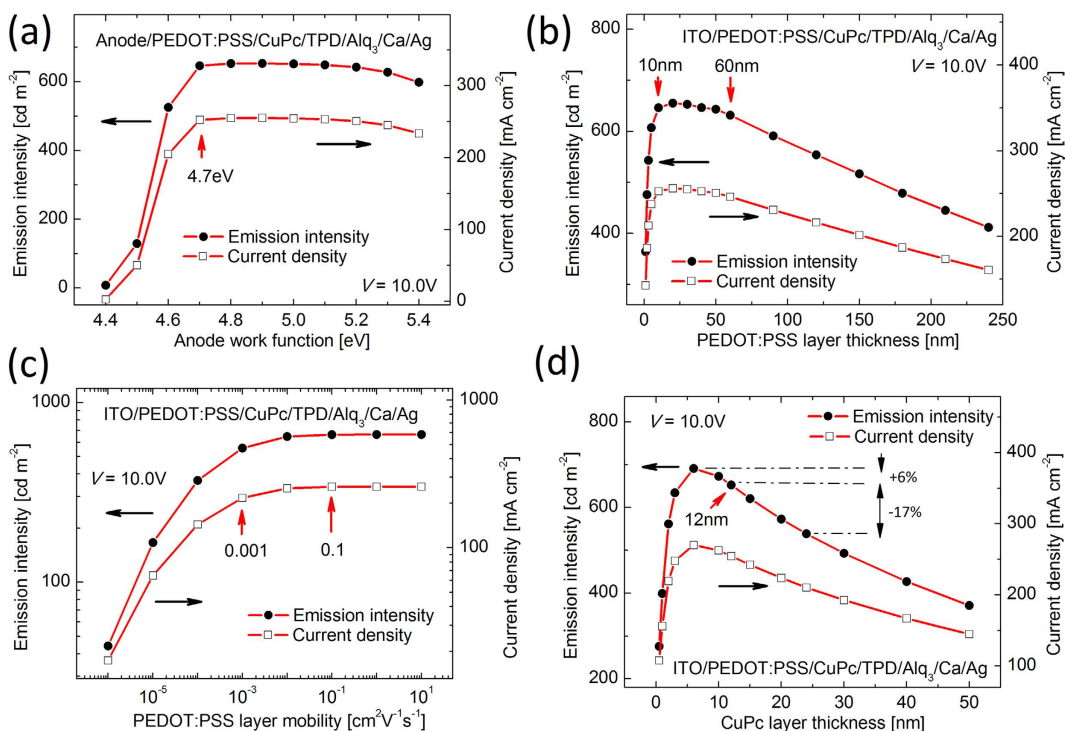 (a)
Anode/PEDOT:PSS/CuPc/TPD/Alq₃/Ca/Ag
600
400
200
0
Emission intensity [cd m⁻²]
300
200
100
0
Current density [mA cm⁻²]
4.7eV
Emission intensity
Current density
V = 10.0V
4.4 4.6 4.8 5.0 5.2 5.4
Anode work function [eV]
(b)
ITO/PEDOT:PSS/CuPc/TPD/Alq₃/Ca/Ag
V = 10.0V
10nm
60nm
800
600
400
Emission intensity [cd m⁻²]
400
350
300
250
200
150
Current density [mA cm⁻²]
Emission intensity
Current density
0 50 100 150 200 250
PEDOT:PSS layer thickness [nm]
(c)
ITO/PEDOT:PSS/CuPc/TPD/Alq₃/Ca/Ag
V = 10.0V
1000
100
Emission intensity [cd m⁻²]
1000
100
Current density [mA cm⁻²]
0.001
0.1
Emission intensity
Current density
10⁻⁵ 10⁻³ 10⁻¹ 10¹
PEDOT:PSS layer mobility [cm²V⁻¹s⁻¹]
(d)
V = 10.0V
Emission intensity
Current density
+6%
-17%
12nm
800
700
600
500
400
300
200
Emission intensity [cd m⁻²]
400
300
200
100
Current density [mA cm⁻²]
ITO/PEDOT:PSS/CuPc/TPD/Alq₃/Ca/Ag
0 10 20 30 40 50
CuPc layer thickness [nm]